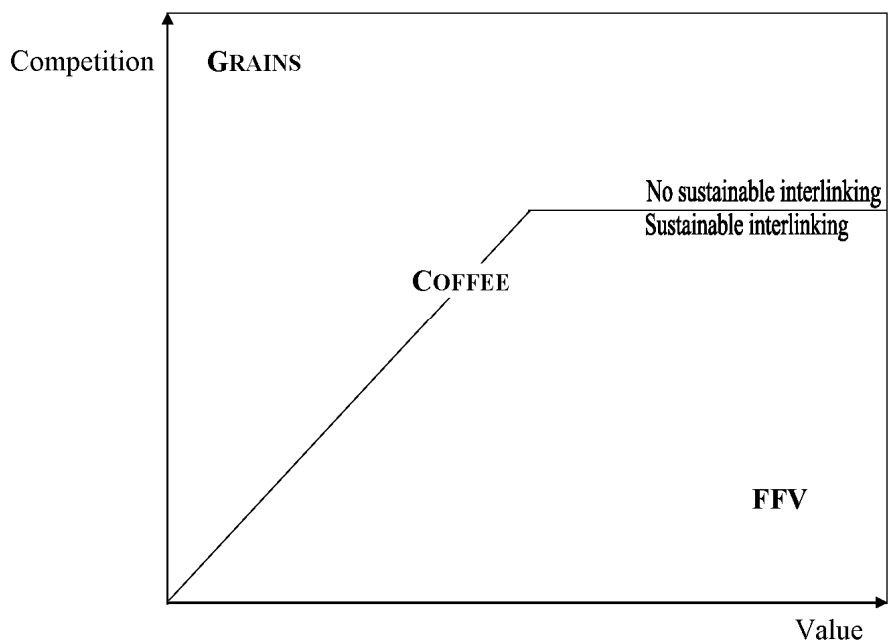 Competition
GRAINS
No sustainable interlinking
Sustainable interlinking
COFFEE
FFV
Value